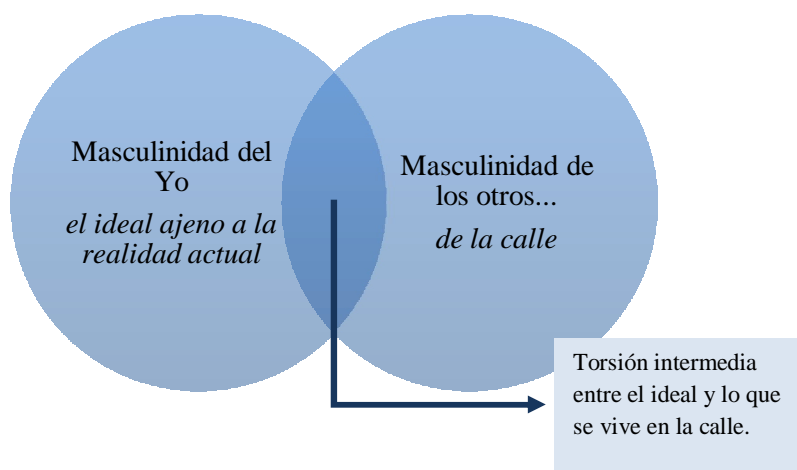 Masculinidad del
Yo
el ideal ajeno a la
realidad actual
Masculinidad de
los otros...
de la calle
Torsión intermedia
entre el ideal y lo que
se vive en la calle.